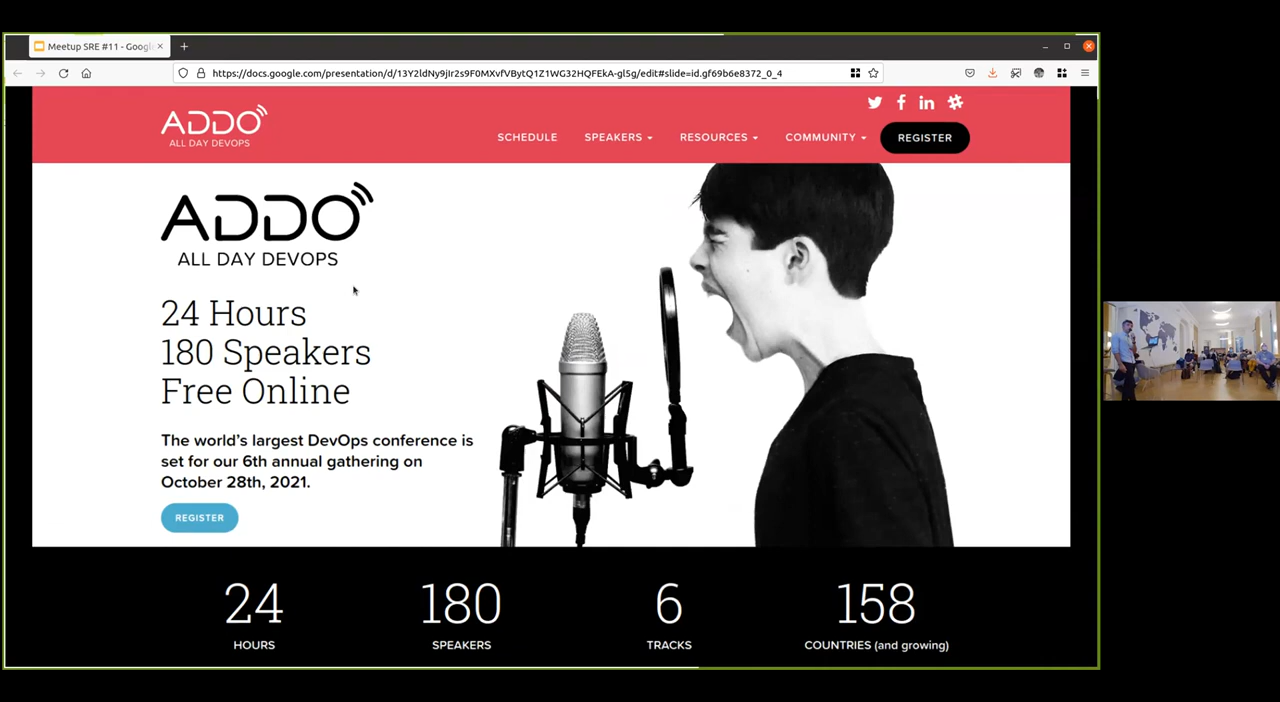 Meetup SRE #11 - Googl
https://docs.google.com/presentation/d/13Y2ldNy9jIr2s9F0MXvfVBytQ1Z1WG32HQFEkA-gl5g/edit#slide=id.gf69b6e8372_0_4
ADDO
ALL DAY DEVOPS
SCHEDULE SPEAKERS RESOURCES COMMUNITY REGISTER
ADDO
ALL DAY DEVOPS
24 Hours
180 Speakers
Free Online
The world's largest DevOps conference is
set for our 6th annual gathering on
October 28th, 2021.
REGISTER
24 180 6 158
HOURS SPEAKERS TRACKS COUNTRIES (and growing)